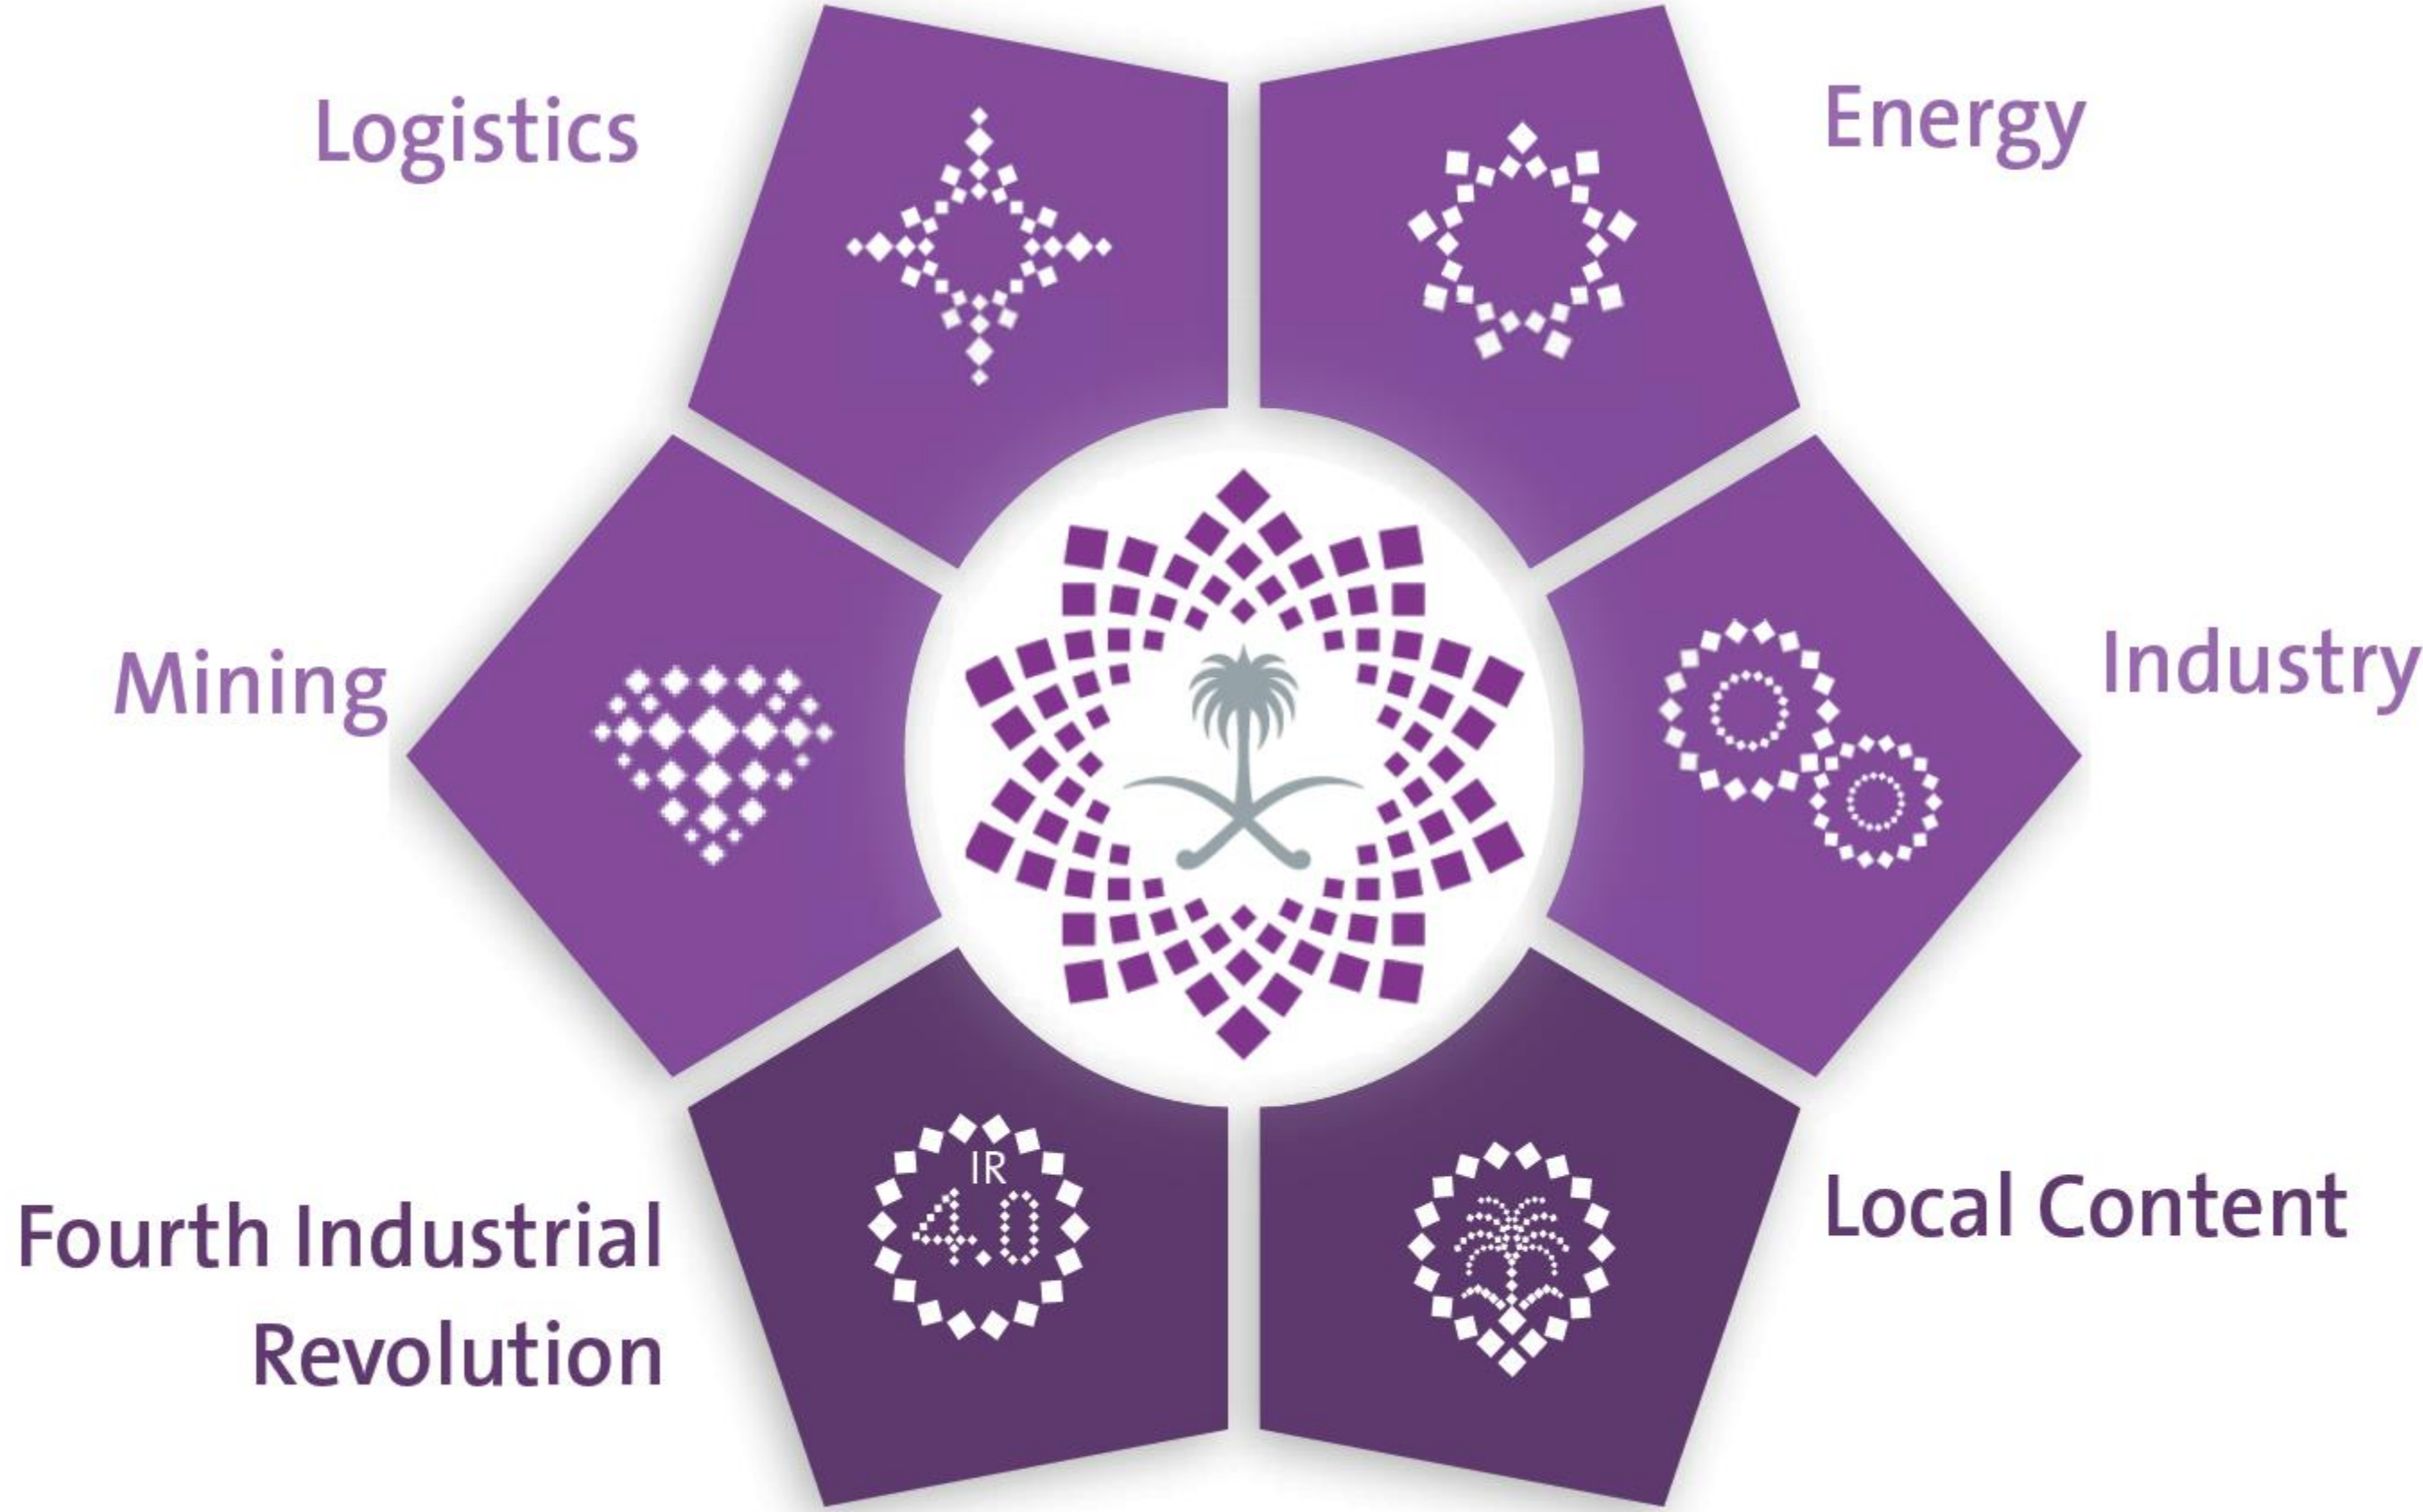 Logistics
Energy
Mining
Industry
IR
4.0
Fourth Industrial
Revolution
Local Content